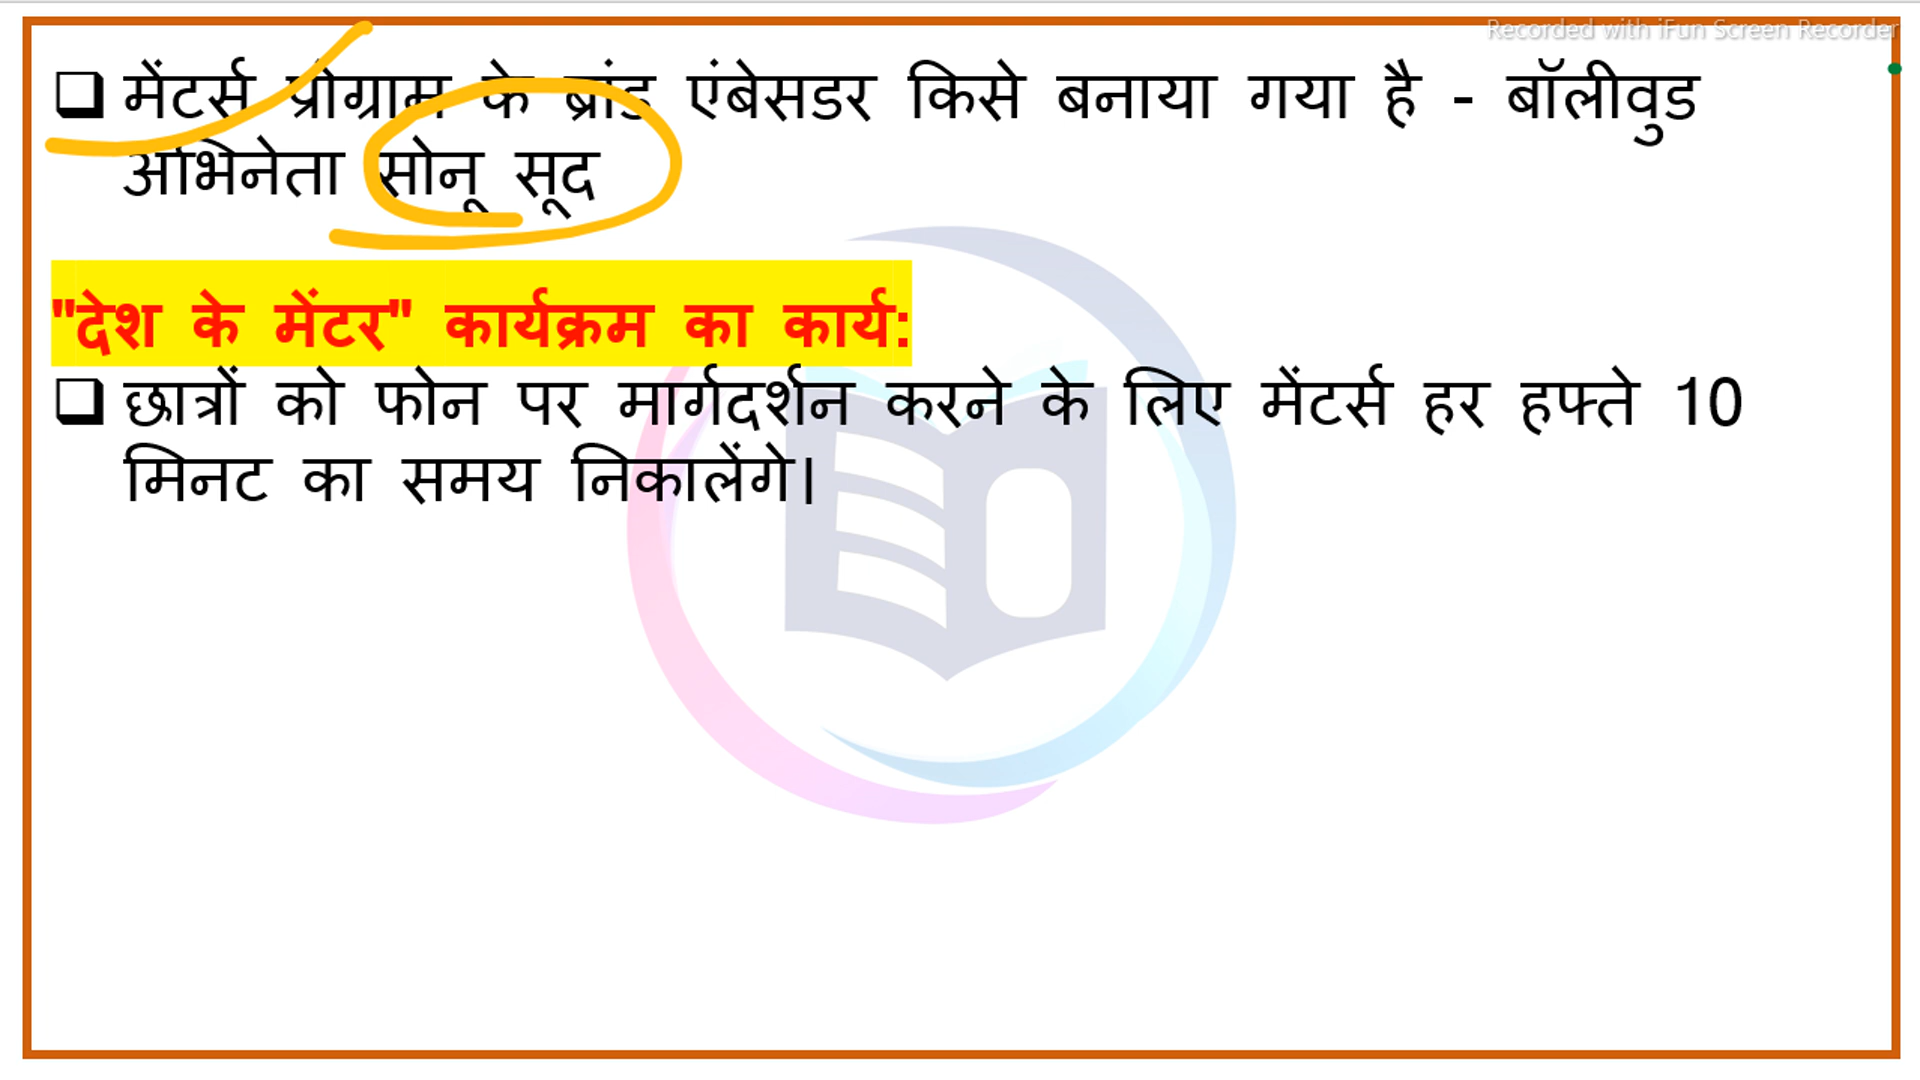 Recorded with iFun Screen Recorder
❑ मेंटर्स प्रोग्राम के ब्रांड एंबेसडर किसे बनाया गया है - बॉलीवुड
अभिनेता सोनू सूद
"देश के मेंटर" कार्यक्रम का कार्य:
❑ छात्रों को फोन पर मार्गदर्शन करने के लिए मेंटर्स हर हफ्ते 10
मिनट का समय निकालेंगे।